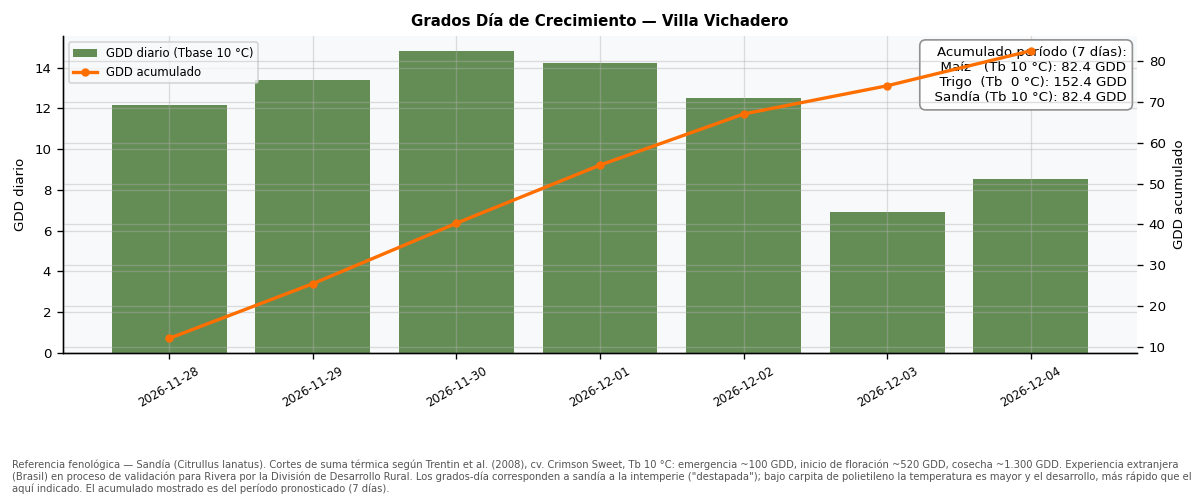 Grados Día de Crecimiento — Villa Vichadero
GDD diario (Tbase 10 °C)
GDD acumulado
Acumulado período (7 días):
Maíz (Tb 10 °C): 82.4 GDD
Trigo (Tb 0 °C): 152.4 GDD
Sandía (Tb 10 °C): 82.4 GDD
GDD diario
14
12
10
8
6
4
2
0
80
70
60
50
40
30
20
10
GDD acumulado
2026-11-28
2026-11-29
2026-11-30
2026-12-01
2026-12-02
2026-12-03
2026-12-04
Referencia fenológica — Sandía (Citrullus lanatus). Cortes de suma térmica según Trentin et al. (2008), cv. Crimson Sweet, Tb 10 °C: emergencia ~100 GDD, inicio de floración ~520 GDD, cosecha ~1.300 GDD. Experiencia extranjera
(Brasil) en proceso de validación para Rivera por la División de Desarrollo Rural. Los grados-día corresponden a sandía a la intemperie ("destapada"); bajo carpita de polietileno la temperatura es mayor y el desarrollo, más rápido que el
aquí indicado. El acumulado mostrado es del período pronosticado (7 días).